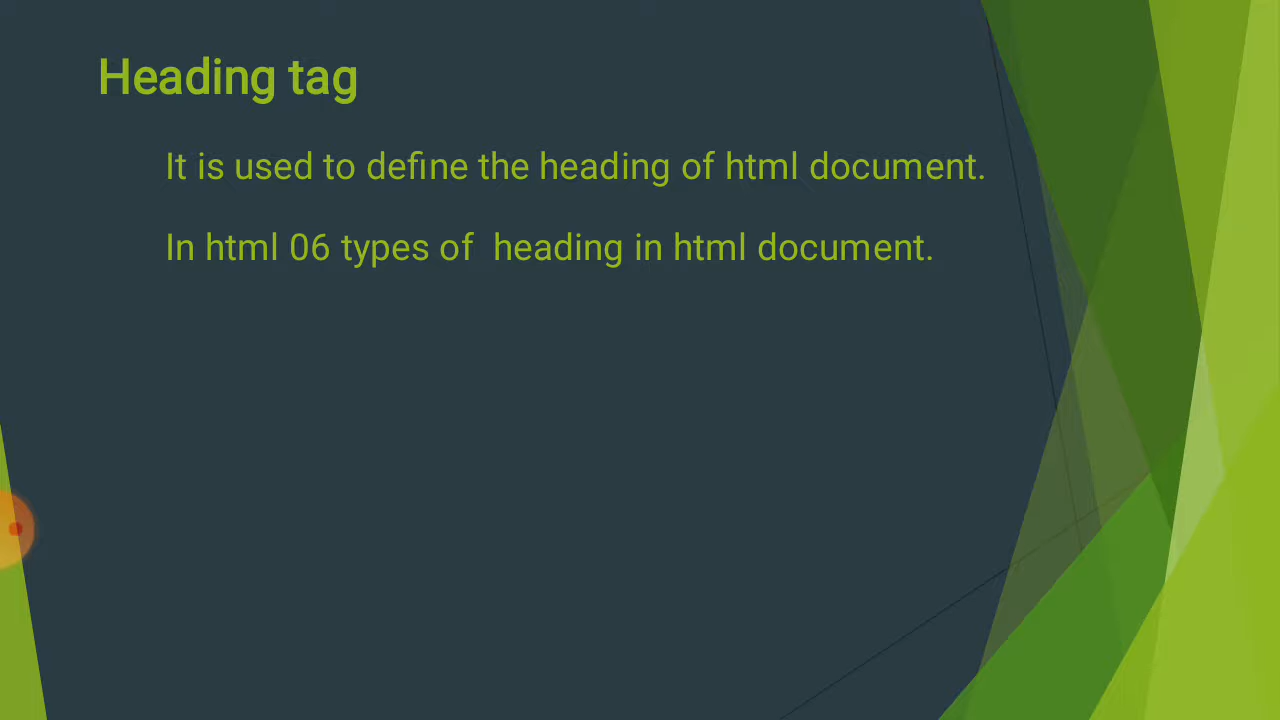 Heading tag
It is used to define the heading of html document.
In html 06 types of  heading in html document.